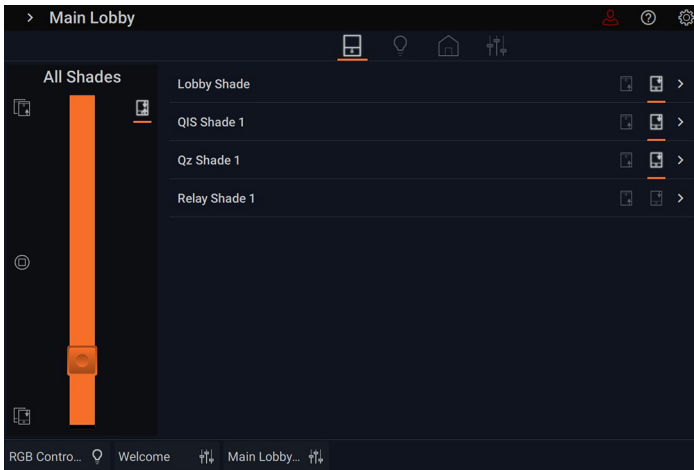 Main Lobby
All Shades
Lobby Shade
QIS Shade 1
Qz Shade 1
Relay Shade 1
RGB Contro... Welcome Main Lobby...